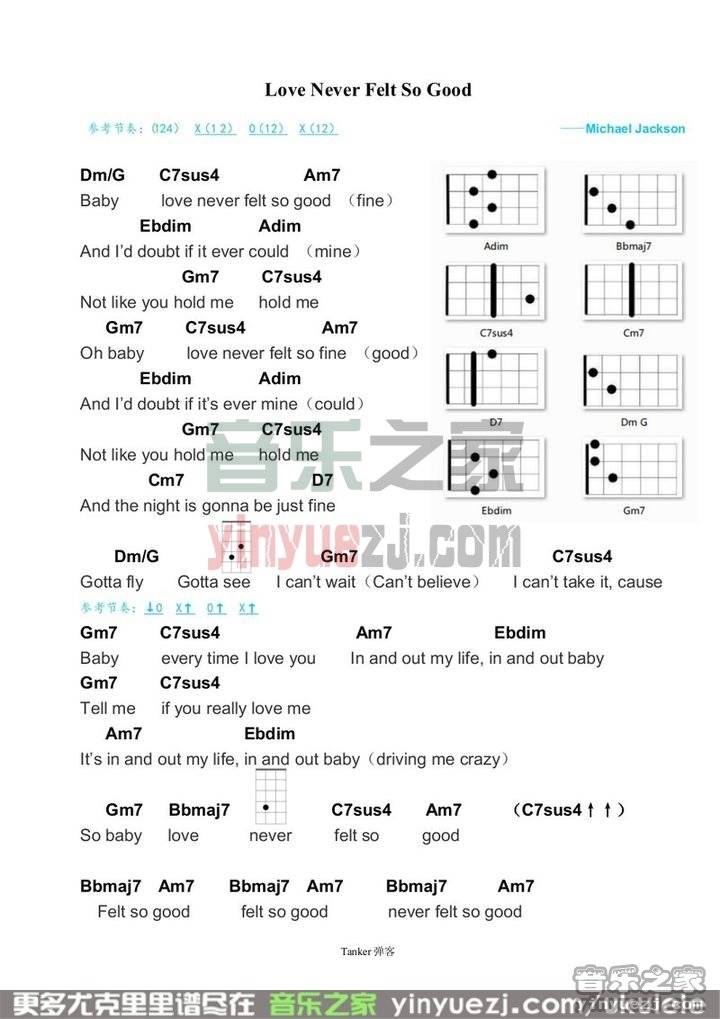 Love Never Felt So Good
参考节奏：(124) X(12) 0(12) X(12) ——Michael Jackson
Dm/G C7sus4 Am7
Baby love never felt so good （fine）
Ebdim Adim
And I'd doubt if it ever could （mine）
Gm7 C7sus4
Not like you hold me hold me
Gm7 C7sus4 Am7
Oh baby love never felt so fine （good）
Ebdim Adim
And I'd doubt if it's ever mine（could）
Gm7 C7sus4
Not like you hold me hold me
Cm7 D7
And the night is gonna be just fine
Adim Bbmaj7
C7sus4 Cm7
D7 Dm G
Ebdim Gm7
Dm/G Gm7 C7sus4
Gotta fly Gotta see I can't wait（Can't believe） I can't take it, cause
参考节奏：↓0 X↑ 0↑ X↑
Gm7 C7sus4 Am7 Ebdim
Baby every time I love you In and out my life, in and out baby
Gm7 C7sus4
Tell me if you really love me
Am7 Ebdim
It's in and out my life, in and out baby（driving me crazy）
Gm7 Bbmaj7 C7sus4 Am7 （C7sus4↑↑）
So baby love never felt so good
Bbmaj7 Am7 Bbmaj7 Am7 Bbmaj7 Am7
Felt so good felt so good never felt so good
Tanker 弹客
音乐之家
yinyuezj.com
音乐之家
yinyuezj.com
更多尤克里里谱尽在 音乐之家 yinyuezj.com